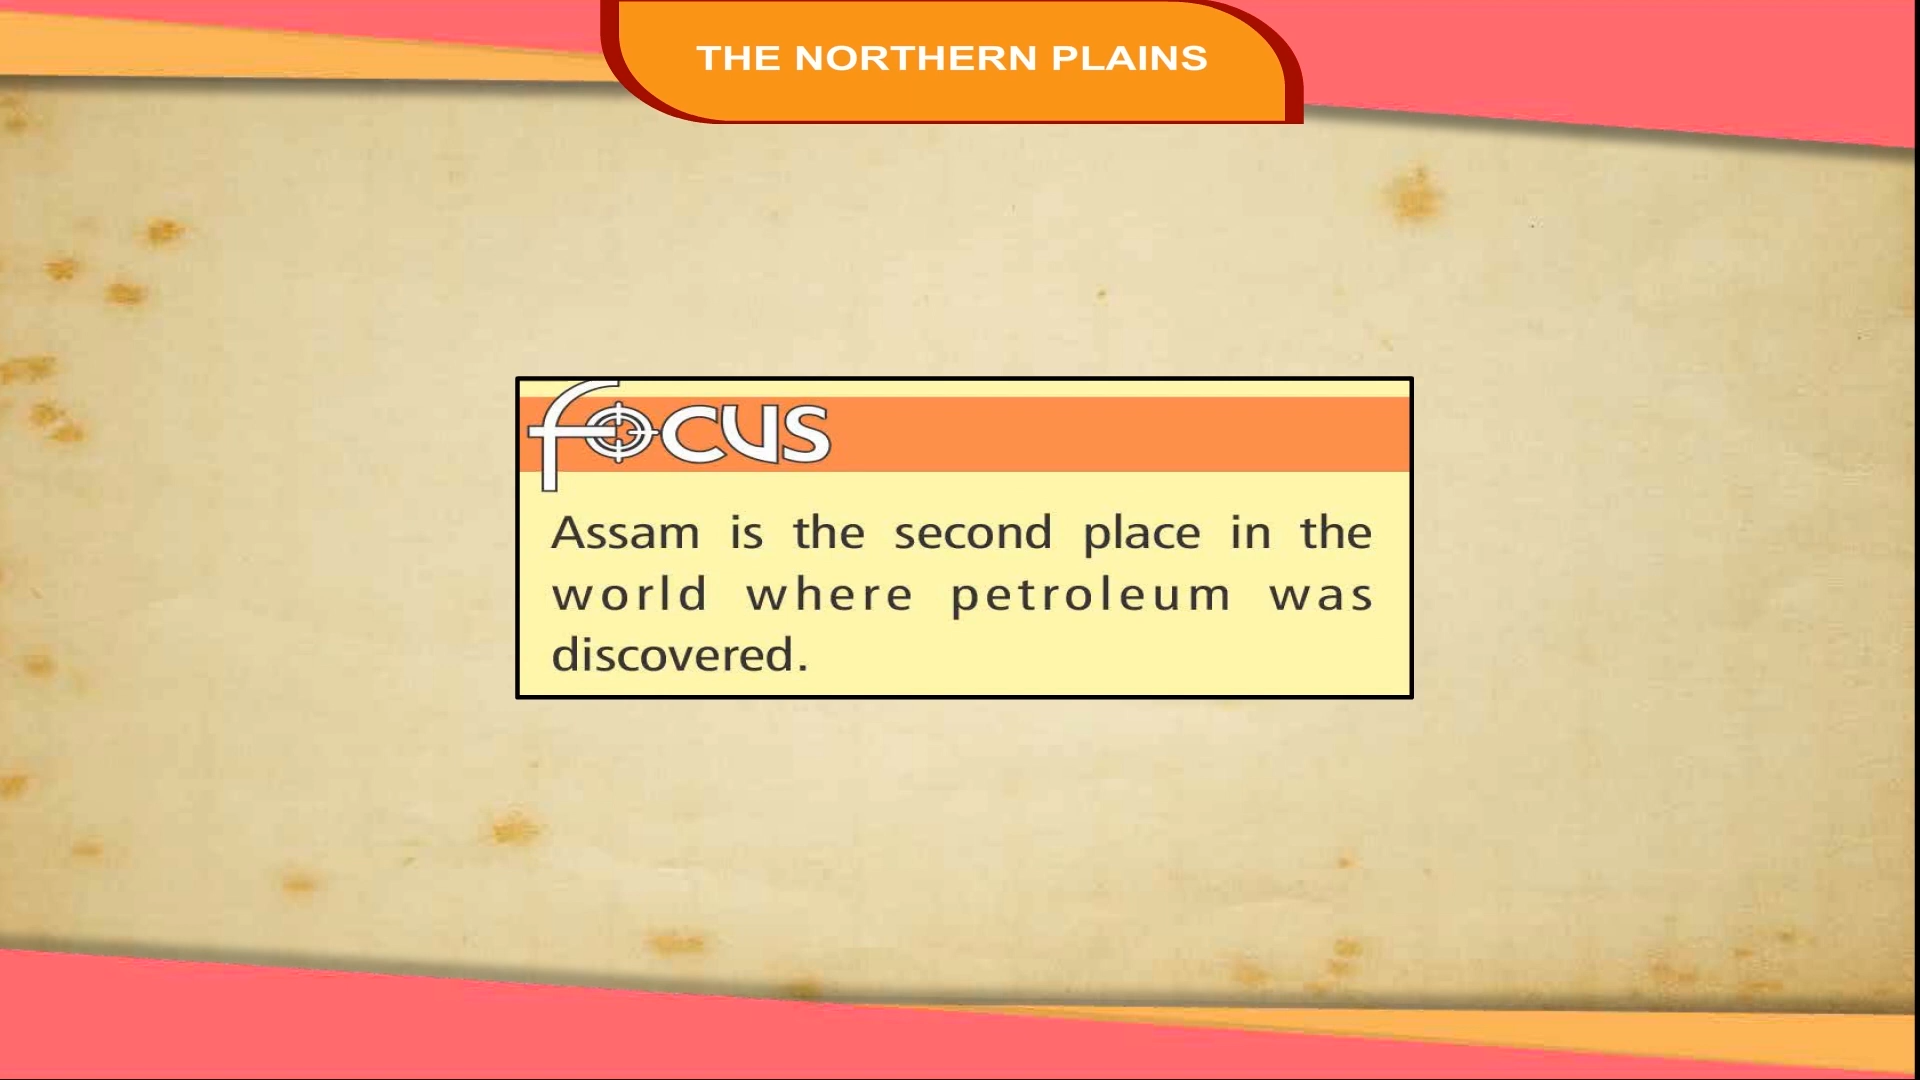 THE NORTHERN PLAINS
focus
Assam is the second place in the
world where petroleum was
discovered.